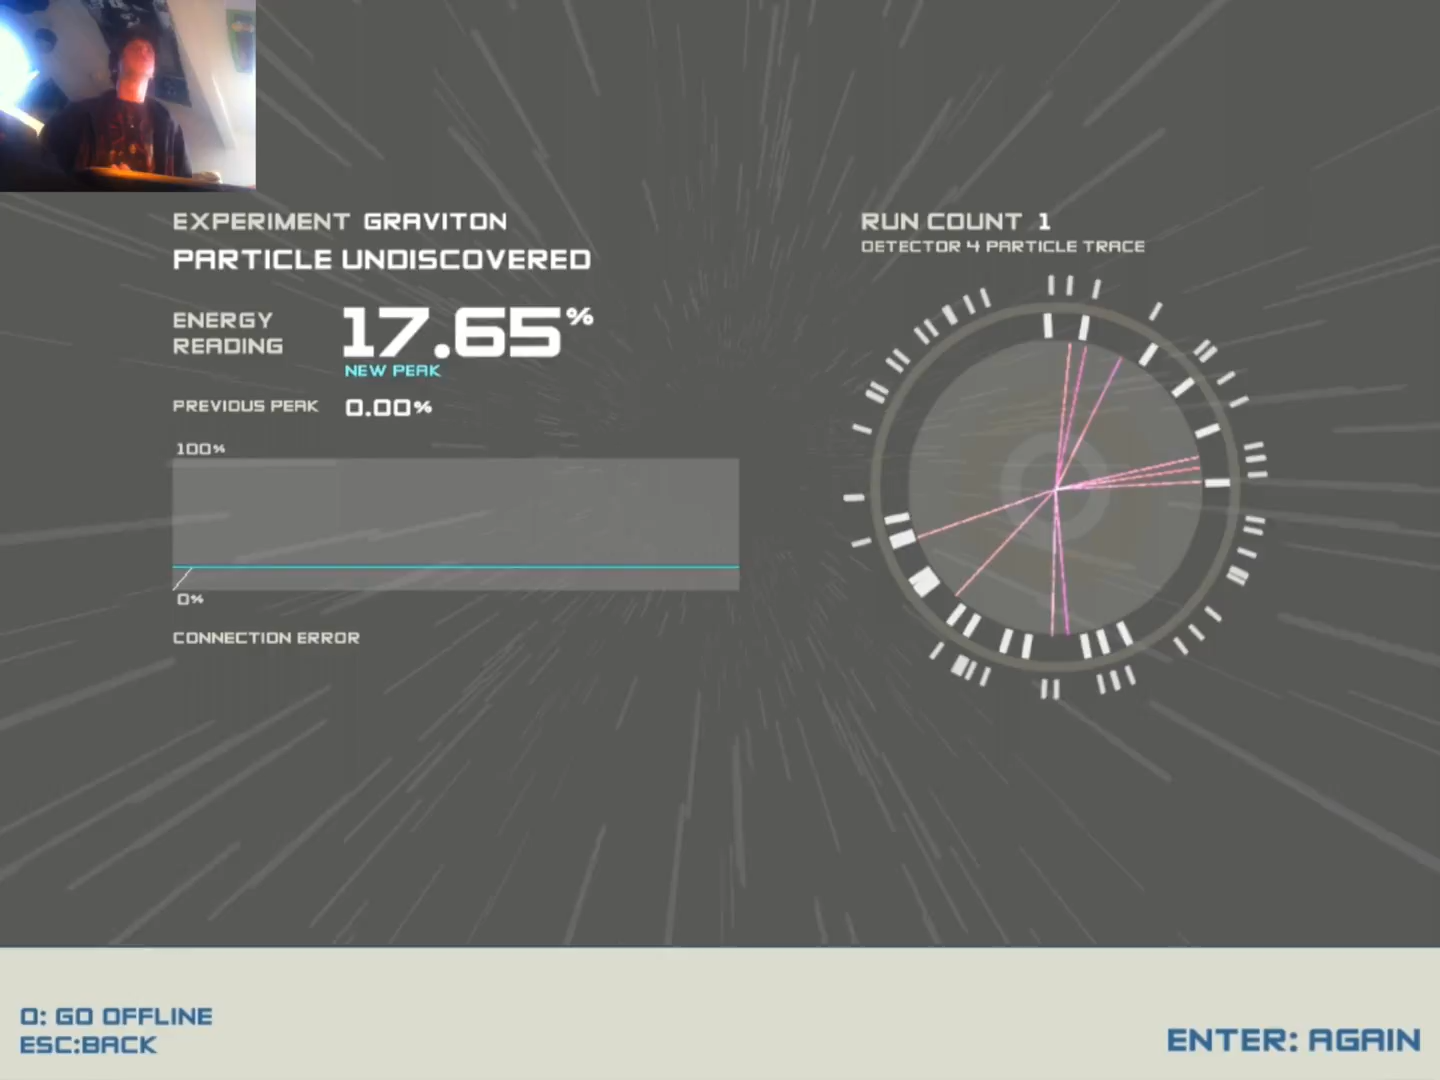 EXPERIMENT GRAVITON
PARTICLE UNDISCOVERED
ENERGY READING 17.65%
NEW PEAK
PREVIOUS PEAK 0.00%
100%
0%
CONNECTION ERROR
RUN COUNT 1
DETECTOR 4 PARTICLE TRACE
O: GO OFFLINE
ESC:BACK
ENTER: AGAIN